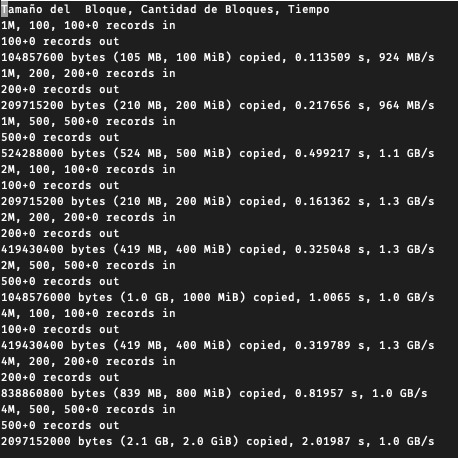 Tamaño del  Bloque, Cantidad de Bloques, Tiempo
1M, 100, 100+0 records in
100+0 records out
104857600 bytes (105 MB, 100 MiB) copied, 0.113509 s, 924 MB/s
1M, 200, 200+0 records in
200+0 records out
209715200 bytes (210 MB, 200 MiB) copied, 0.217656 s, 964 MB/s
1M, 500, 500+0 records in
500+0 records out
524288000 bytes (524 MB, 500 MiB) copied, 0.499217 s, 1.1 GB/s
2M, 100, 100+0 records in
100+0 records out
209715200 bytes (210 MB, 200 MiB) copied, 0.161362 s, 1.3 GB/s
2M, 200, 200+0 records in
200+0 records out
419430400 bytes (419 MB, 400 MiB) copied, 0.325048 s, 1.3 GB/s
2M, 500, 500+0 records in
500+0 records out
1048576000 bytes (1.0 GB, 1000 MiB) copied, 1.0065 s, 1.0 GB/s
4M, 100, 100+0 records in
100+0 records out
419430400 bytes (419 MB, 400 MiB) copied, 0.319789 s, 1.3 GB/s
4M, 200, 200+0 records in
200+0 records out
838860800 bytes (839 MB, 800 MiB) copied, 0.81957 s, 1.0 GB/s
4M, 500, 500+0 records in
500+0 records out
2097152000 bytes (2.1 GB, 2.0 GiB) copied, 2.01987 s, 1.0 GB/s